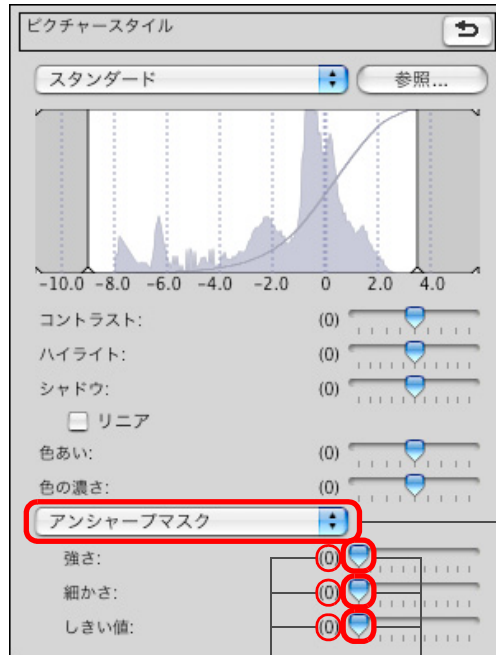 ピクチャースタイル
スタンダード 参照...
-10.0 -8.0 -6.0 -4.0 -2.0 0 2.0 4.0
コントラスト: (0)
ハイライト: (0)
シャドウ: (0)
リニア
色あい: (0)
色の濃さ: (0)
アンシャープマスク
強さ: (0)
細かさ: (0)
しきい値: (0)